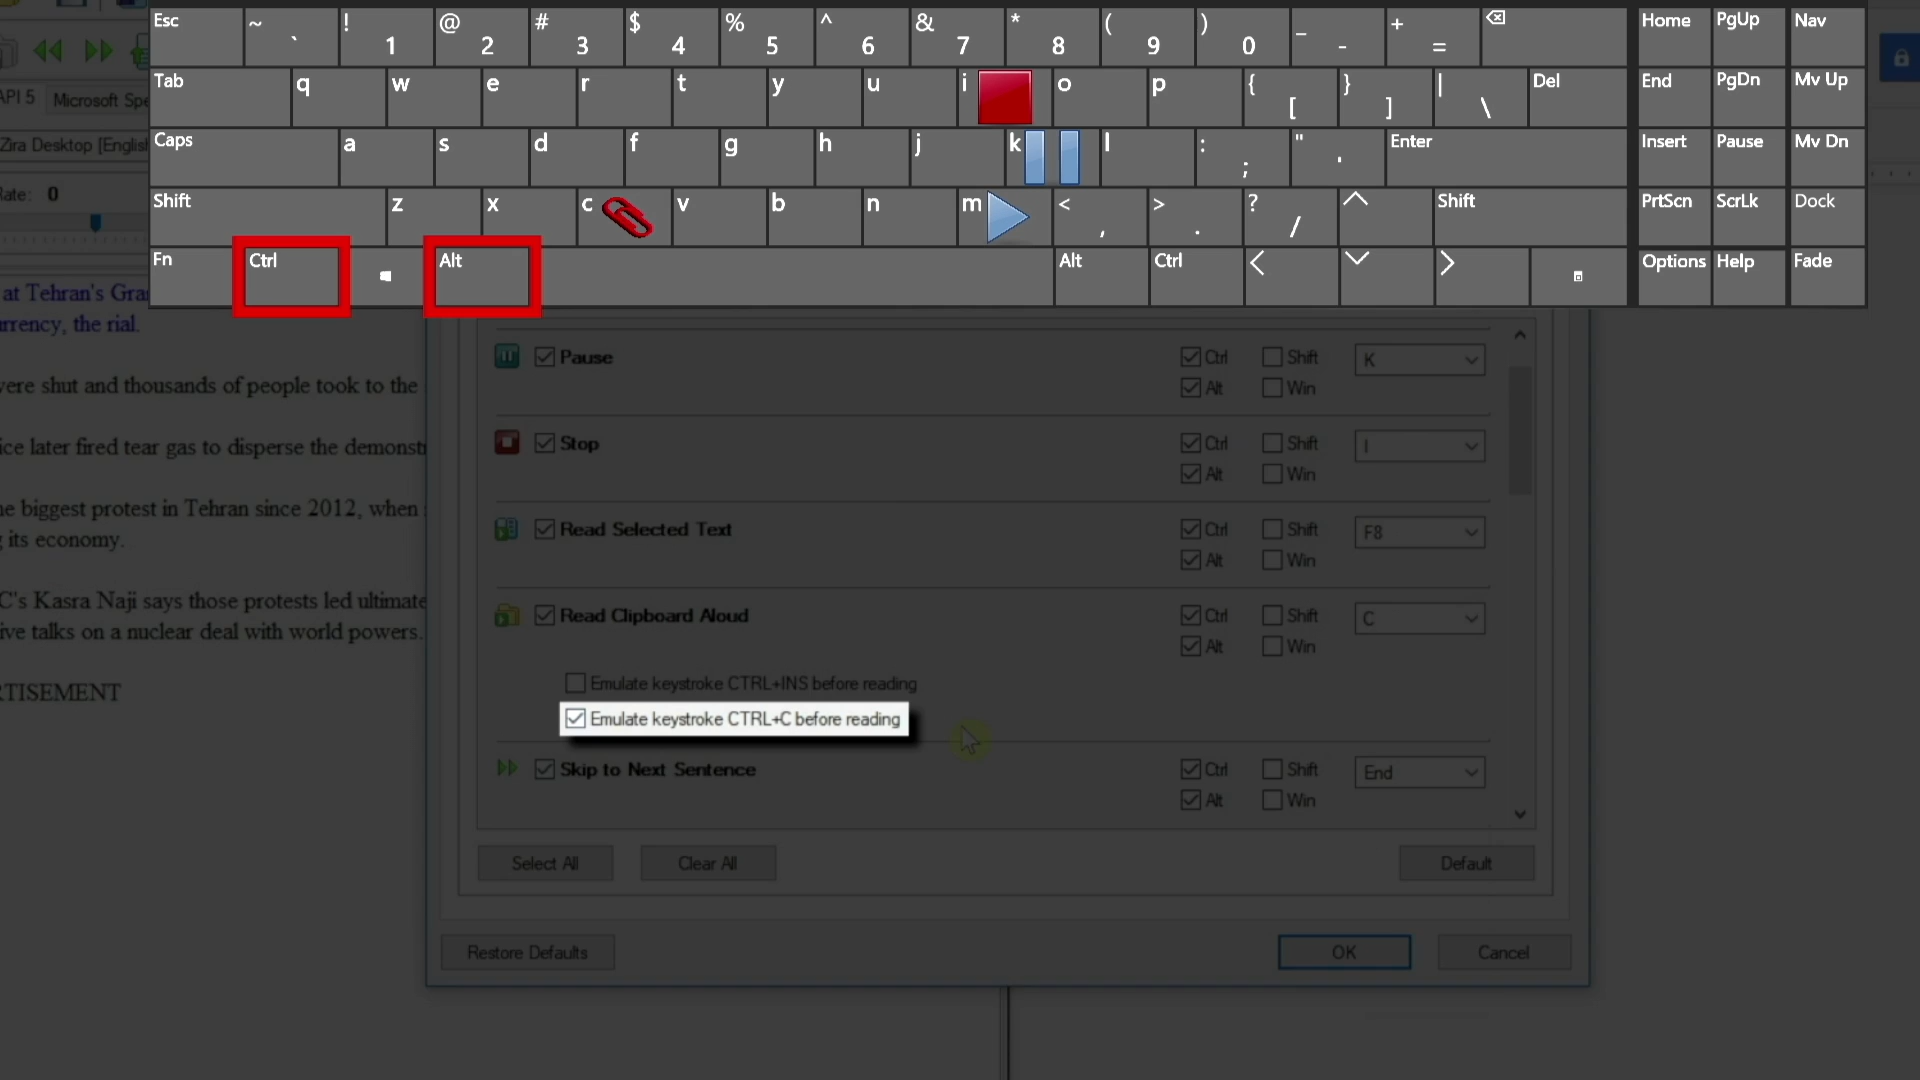 Esc ~ ` ! 1 @ 2 # 3 $ 4 % 5 ^ 6 & 7 * 8 ( 9 ) 0 _ - + = Home PgUp Nav
Tab q w e r t y u i o p { [ } ] | \ Del End PgDn Mv Up
Caps a s d f g h j k l : ; " ' Enter Insert Pause Mv Dn
Shift z x c v b n m < , > . ? / Shift PrtScn ScrLk Dock
Fn Ctrl Alt Alt Ctrl Options Help Fade
API 5 Microsoft Spe
Zira Desktop [English
Rate: 0
at Tehran's Gra
rrency, the rial.
vere shut and thousands of people took to the
ice later fired tear gas to disperse the demonst
ne biggest protest in Tehran since 2012, when
g its economy.
C's Kasra Naji says those protests led ultimate
ive talks on a nuclear deal with world powers.
RTISEMENT
Pause Ctrl Shift K
Alt Win
Stop Ctrl Shift I
Alt Win
Read Selected Text Ctrl Shift F8
Alt Win
Read Clipboard Aloud Ctrl Shift C
Alt Win
Emulate keystroke CTRL+INS before reading
Emulate keystroke CTRL+C before reading
Skip to Next Sentence Ctrl Shift End
Alt Win
Select All Clear All Default
Restore Defaults OK Cancel